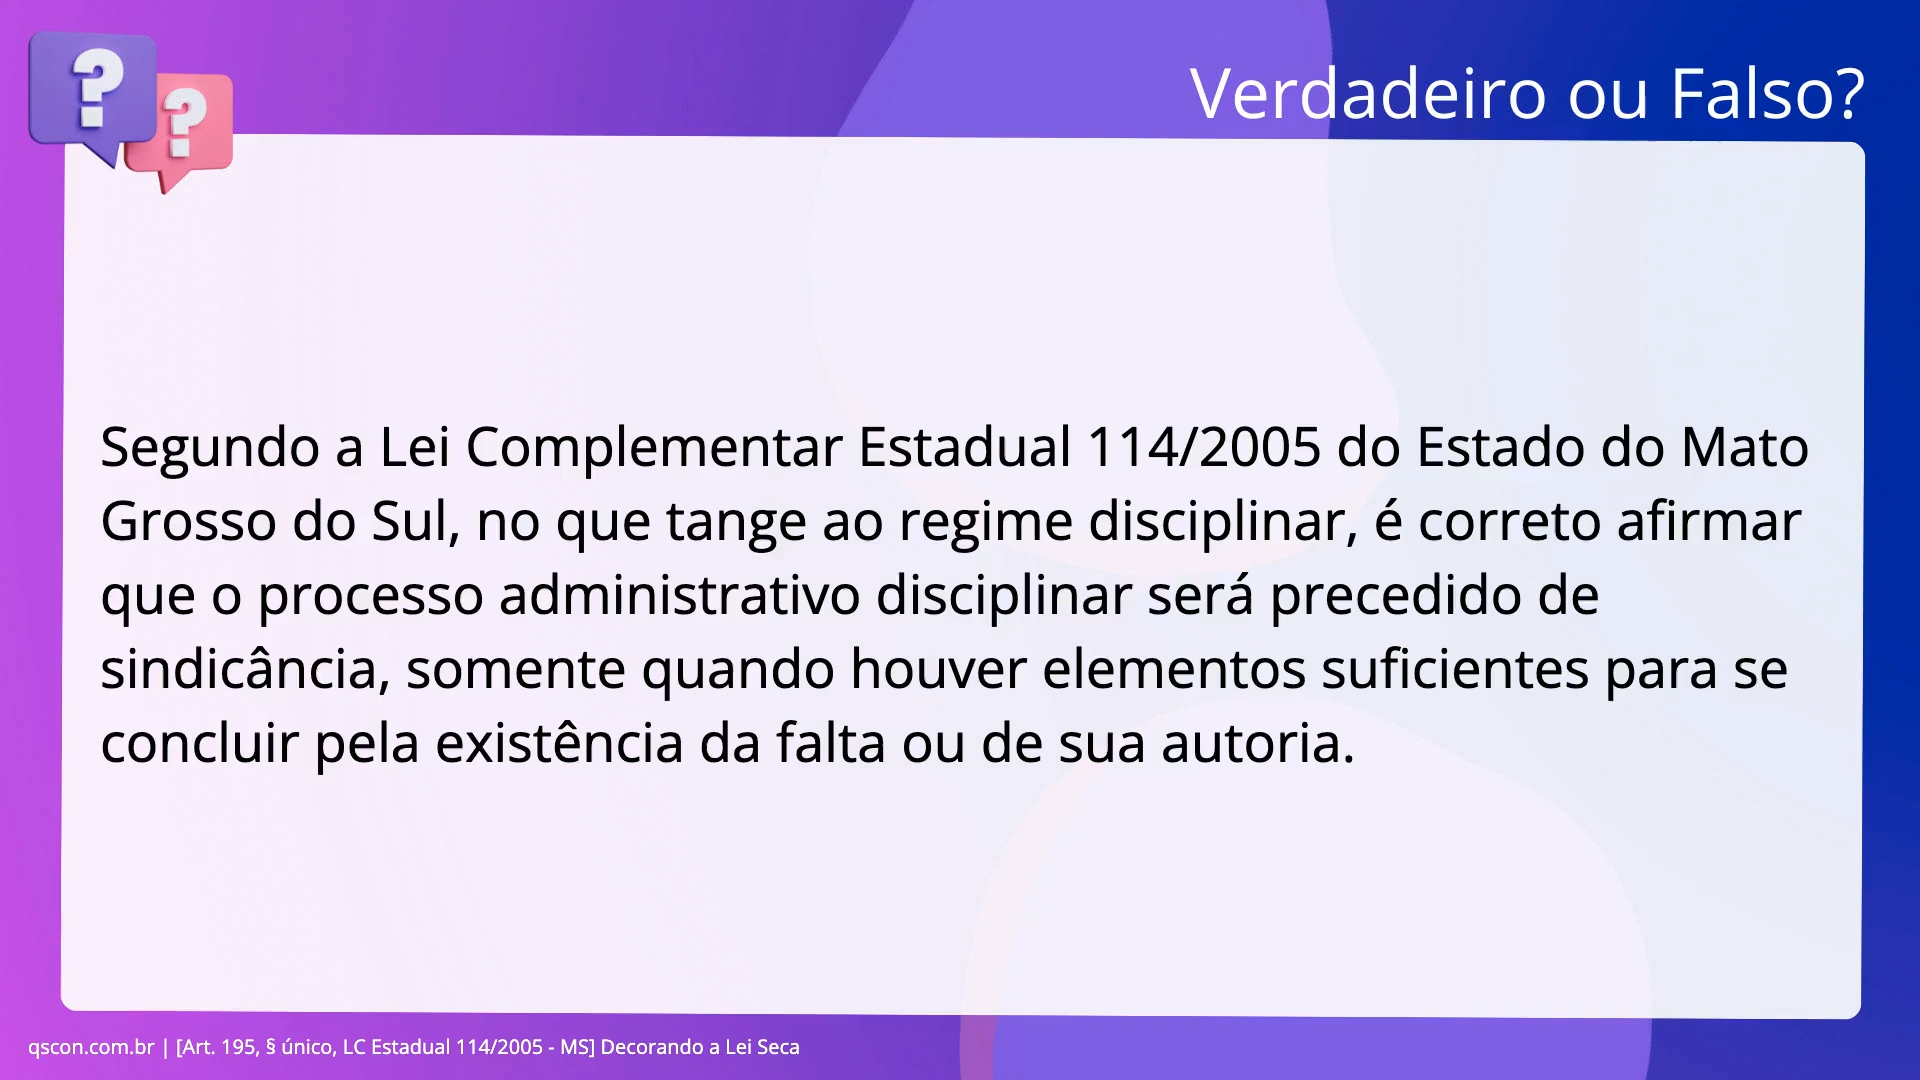 Verdadeiro ou Falso?
Segundo a Lei Complementar Estadual 114/2005 do Estado do Mato
Grosso do Sul, no que tange ao regime disciplinar, é correto afirmar
que o processo administrativo disciplinar será precedido de
sindicância, somente quando houver elementos suficientes para se
concluir pela existência da falta ou de sua autoria.
qscon.com.br | [Art. 195, § único, LC Estadual 114/2005 - MS] Decorando a Lei Seca